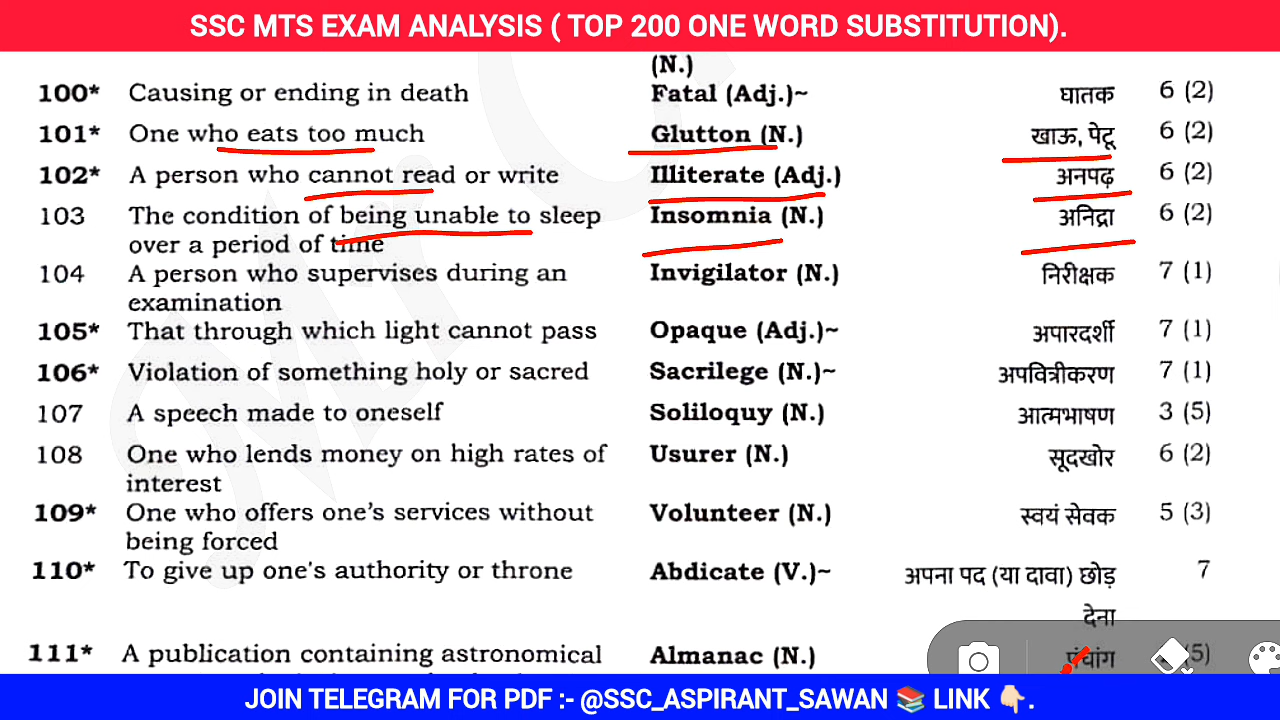 SSC MTS EXAM ANALYSIS ( TOP 200 ONE WORD SUBSTITUTION).
(N.)
100* Causing or ending in death Fatal (Adj.)~ घातक 6 (2)
101* One who eats too much Glutton (N.) खाऊ, पेटू 6 (2)
102* A person who cannot read or write Illiterate (Adj.) अनपढ़ 6 (2)
103 The condition of being unable to sleep Insomnia (N.) अनिद्रा 6 (2)
over a period of time
104 A person who supervises during an Invigilator (N.) निरीक्षक 7 (1)
examination
105* That through which light cannot pass Opaque (Adj.)~ अपारदर्शी 7 (1)
106* Violation of something holy or sacred Sacrilege (N.)~ अपवित्रीकरण 7 (1)
107 A speech made to oneself Soliloquy (N.) आत्मभाषण 3 (5)
108 One who lends money on high rates of Usurer (N.) सूदखोर 6 (2)
interest
109* One who offers one's services without Volunteer (N.) स्वयं सेवक 5 (3)
being forced
110* To give up one's authority or throne Abdicate (V.)~ अपना पद (या दावा) छोड़ 7
देना
111* A publication containing astronomical Almanac (N.) पंचांग (5)
JOIN TELEGRAM FOR PDF :- @SSC_ASPIRANT_SAWAN 📚 LINK 👇🏻.